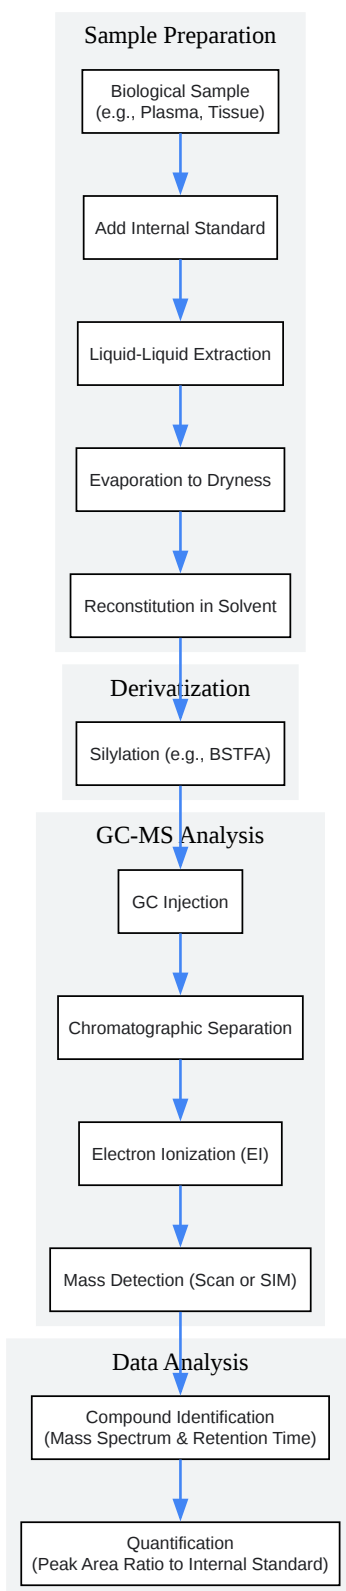 Sample Preparation
Biological Sample
(e.g., Plasma, Tissue)
Add Internal Standard
Liquid-Liquid Extraction
Evaporation to Dryness
Reconstitution in Solvent
Derivatization
Silylation (e.g., BSTFA)
GC-MS Analysis
GC Injection
Chromatographic Separation
Electron Ionization (EI)
Mass Detection (Scan or SIM)
Data Analysis
Compound Identification
(Mass Spectrum & Retention Time)
Quantification
(Peak Area Ratio to Internal Standard)